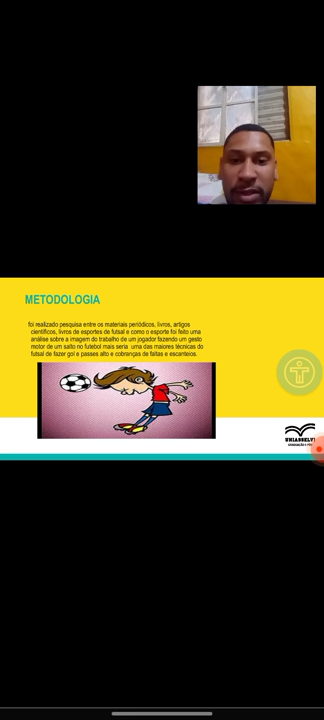 METODOLOGIA
foi realizado pesquisa entre os materiais periódicos, livros, artigos
científicos, livros de esportes de futsal e como o esporte foi feito uma
análise sobre a imagem do trabalho de um jogador fazendo um gesto
motor de um salto no futebol mais seria uma das maiores técnicas do
futsal de fazer gol e passes alto e cobranças de faltas e escanteios.
UNIASSELVI